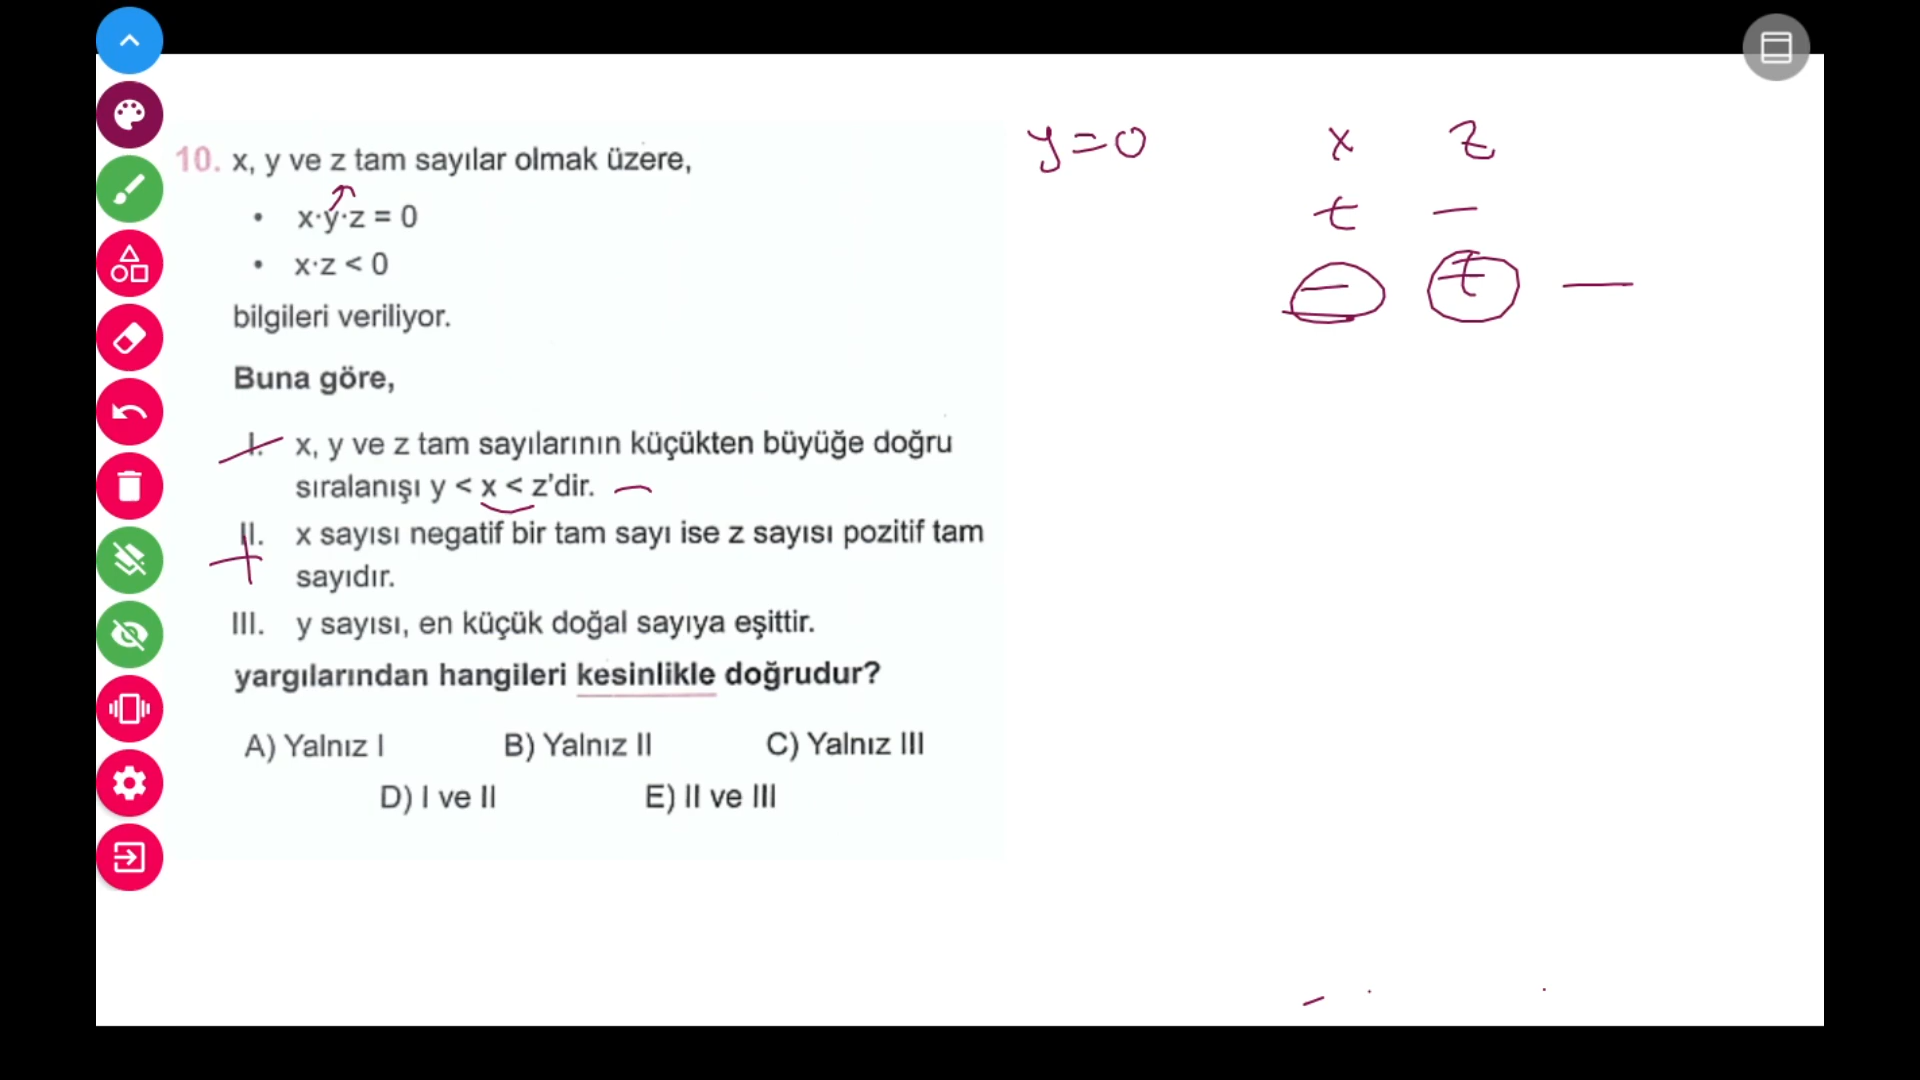 10. x, y ve z tam sayılar olmak üzere,
• x·y·z = 0
• x·z < 0
bilgileri veriliyor.
Buna göre,
I. x, y ve z tam sayılarının küçükten büyüğe doğru
sıralanışı y < x < z'dir. −
II. x sayısı negatif bir tam sayı ise z sayısı pozitif tam
sayıdır.
III. y sayısı, en küçük doğal sayıya eşittir.
yargılarından hangileri kesinlikle doğrudur?
A) Yalnız I B) Yalnız II C) Yalnız III
D) I ve II E) II ve III
y=0
x z
+ −
− + −